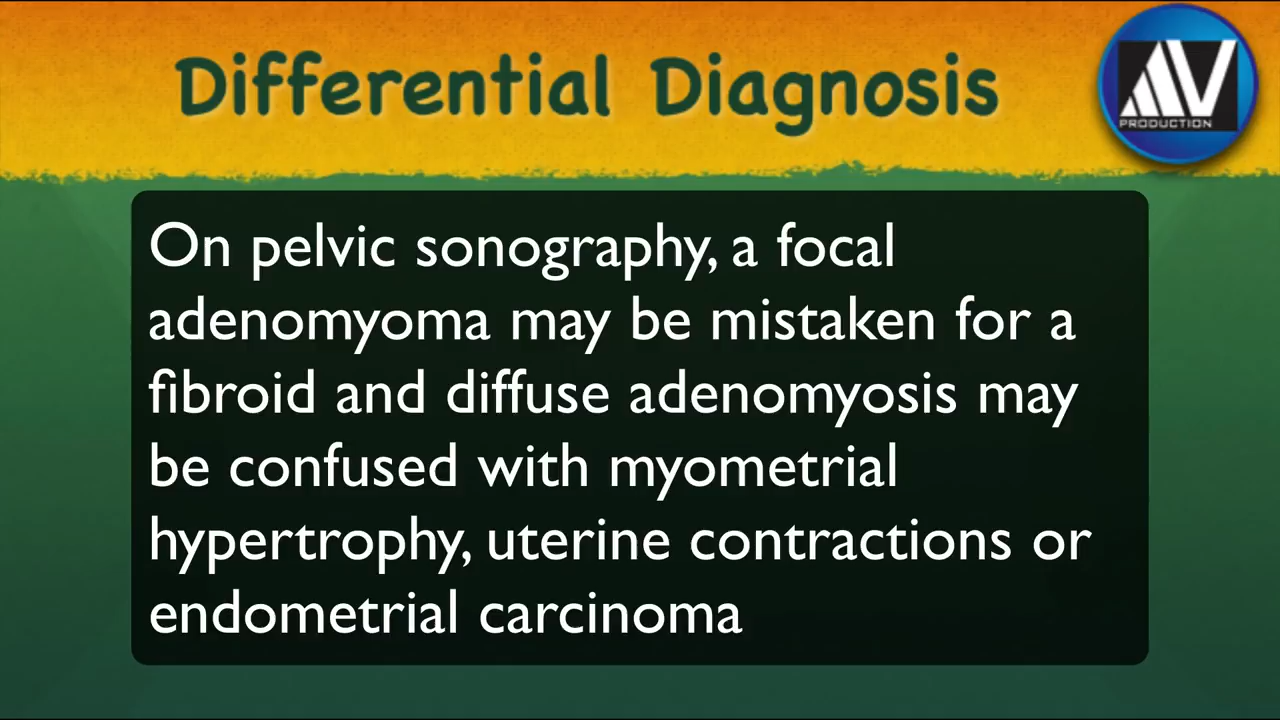 Differential Diagnosis
AV
PRODUCTION
On pelvic sonography, a focal
adenomyoma may be mistaken for a
fibroid and diffuse adenomyosis may
be confused with myometrial
hypertrophy, uterine contractions or
endometrial carcinoma